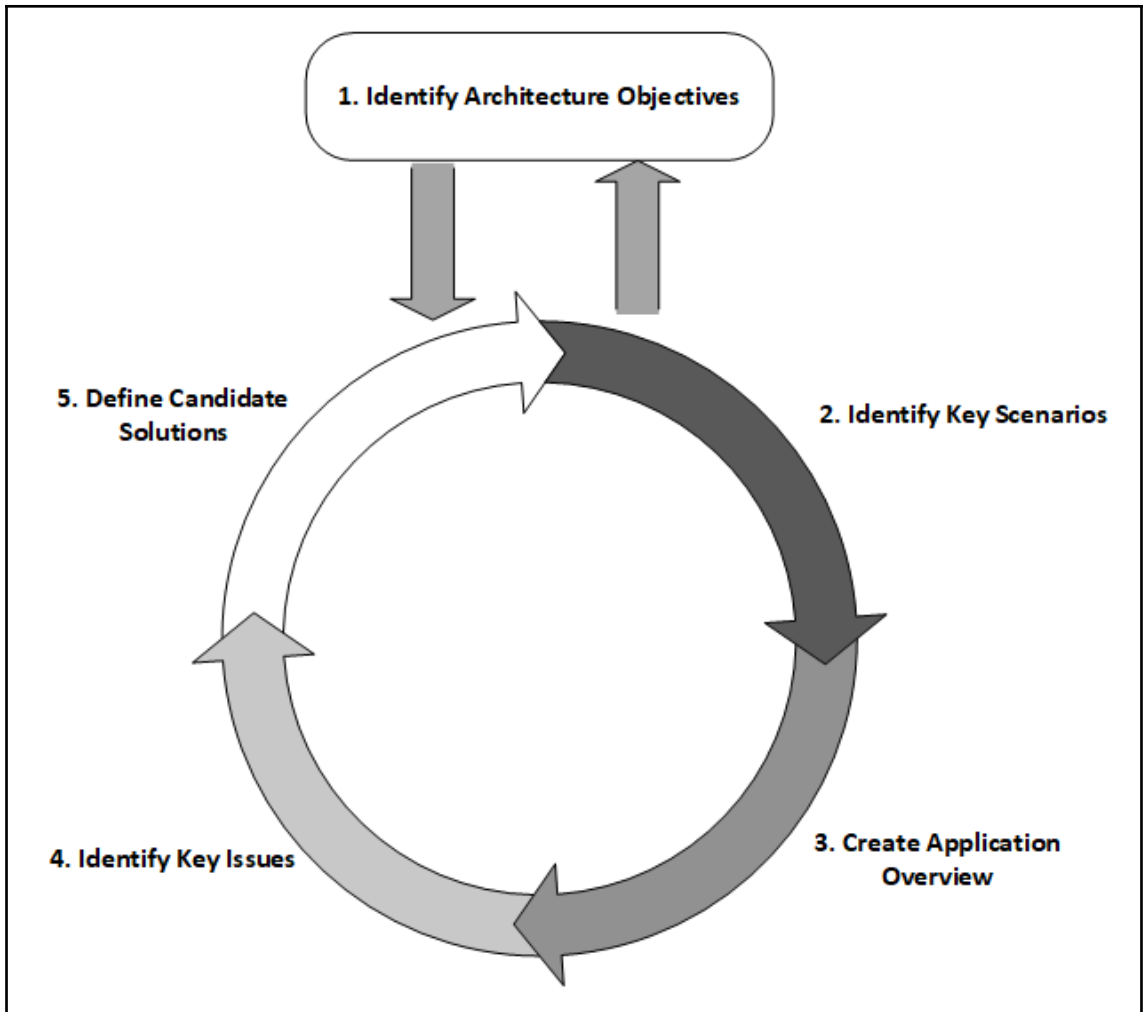 1. Identify Architecture Objectives
2. Identify Key Scenarios
3. Create Application
Overview
4. Identify Key Issues
5. Define Candidate
Solutions